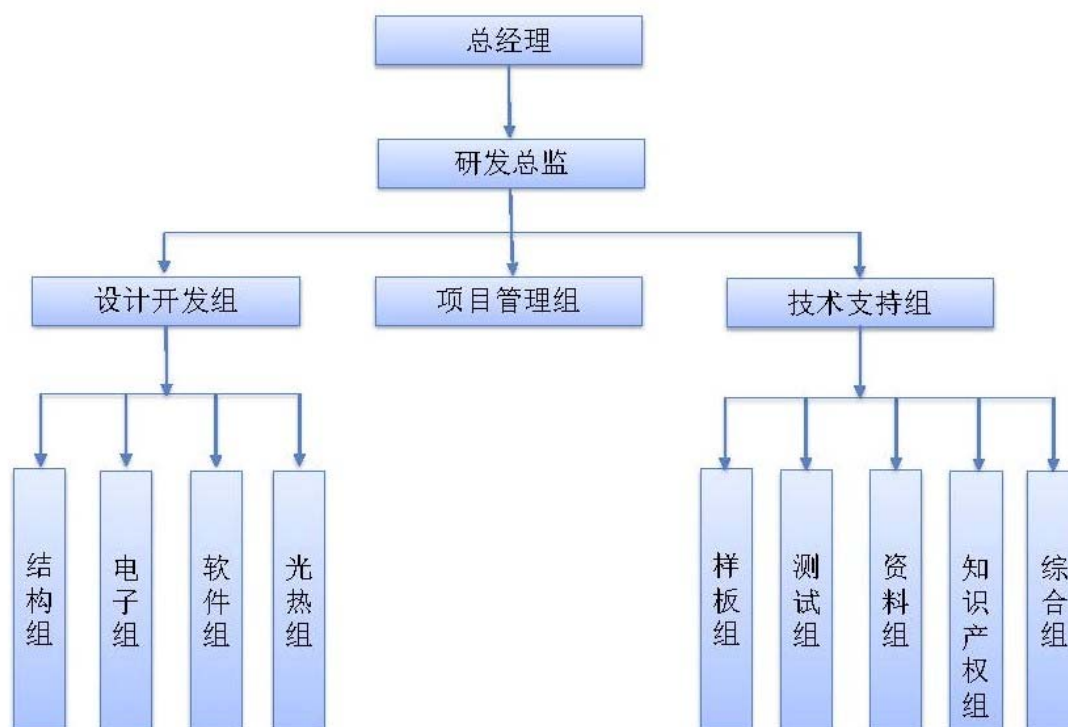 总经理
研发总监
设计开发组
项目管理组
技术支持组
结构组
电子组
软件组
光热组
样板组
测试组
资料组
知识产权组
综合组